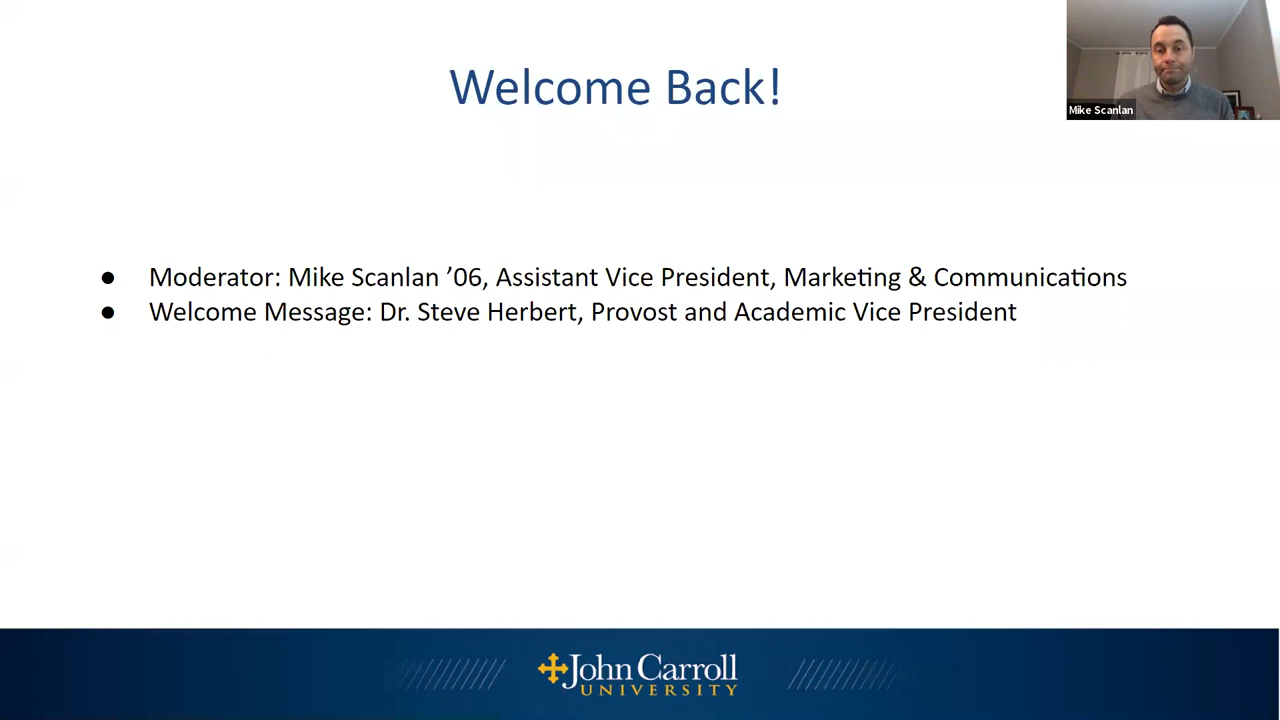 Welcome Back!
Mike Scanlan
● Moderator: Mike Scanlan ’06, Assistant Vice President, Marketing & Communications
● Welcome Message: Dr. Steve Herbert, Provost and Academic Vice President
John Carroll
UNIVERSITY